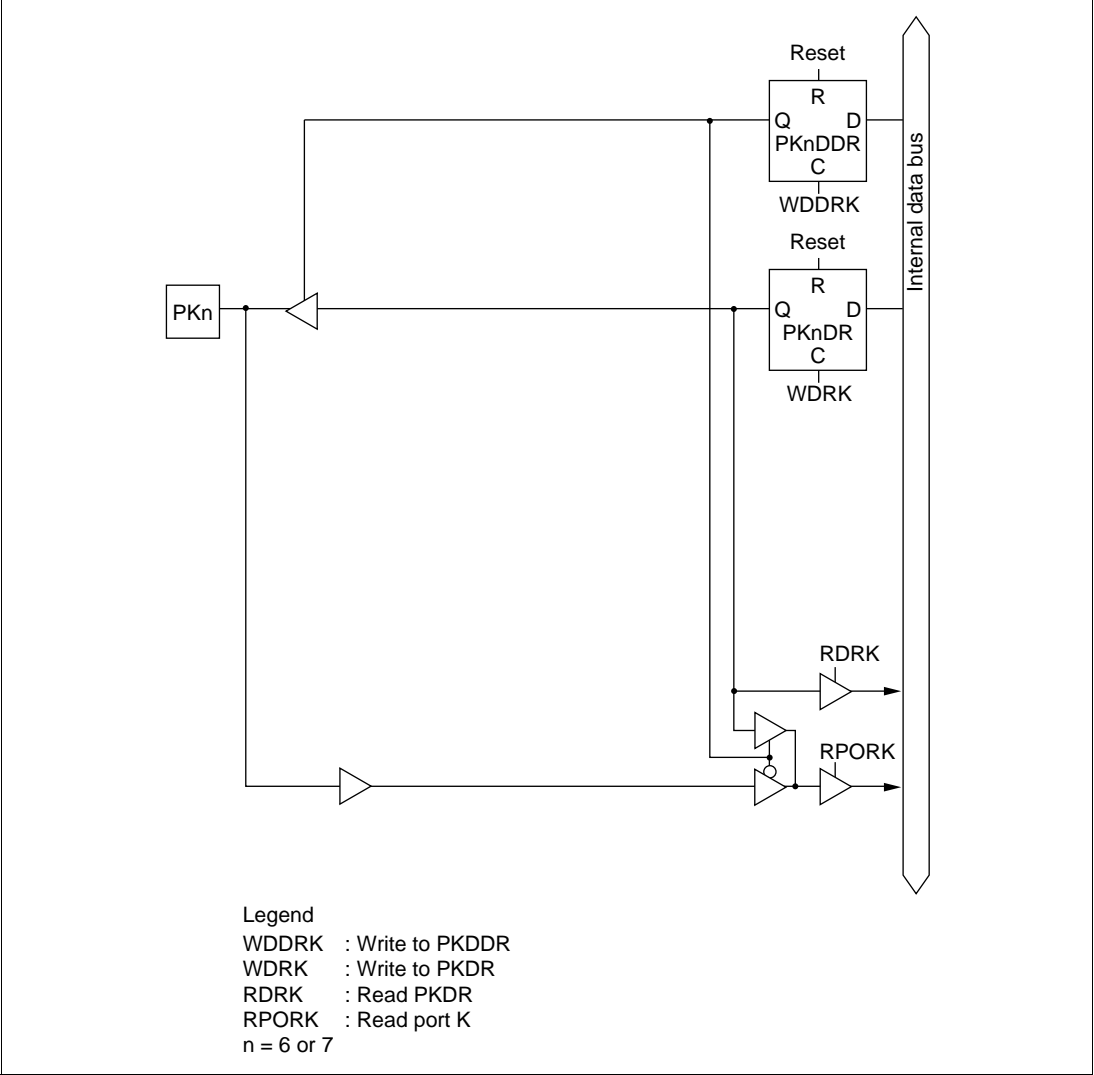 Reset
R
Q D
PKnDDR
C
WDDRK
Internal data bus
Reset
R
PKn
Q D
PKnDR
C
WDRK
RDRK
RPORK
Legend
WDDRK : Write to PKDDR
WDRK : Write to PKDR
RDRK : Read PKDR
RPORK : Read port K
n = 6 or 7